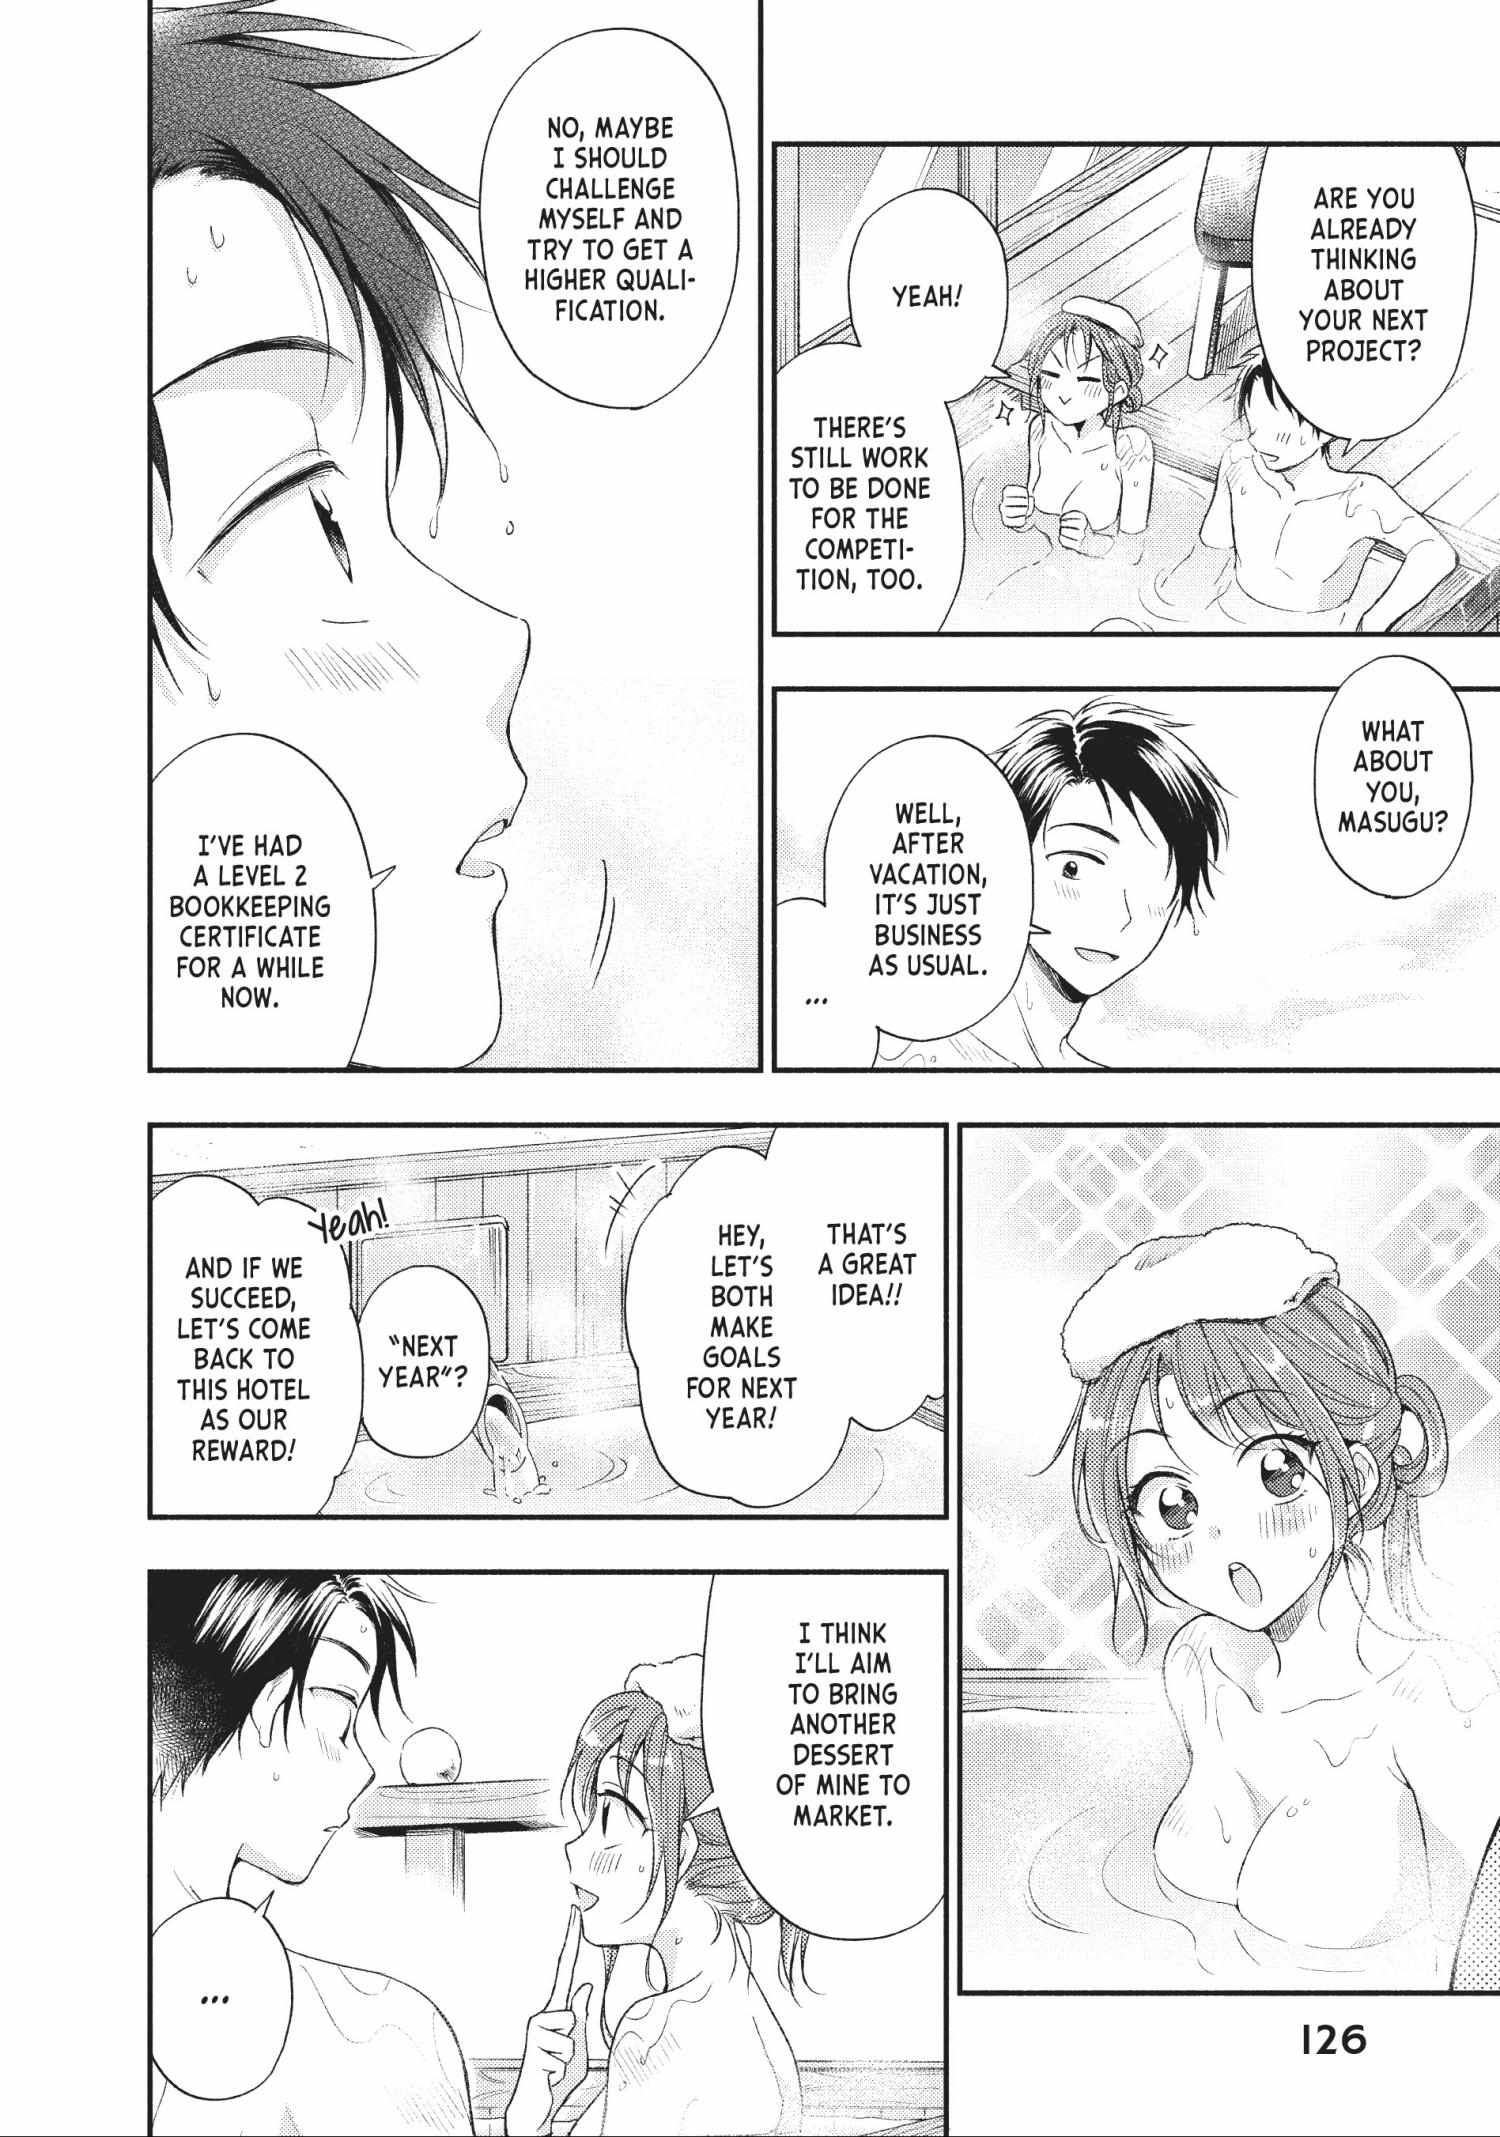 ARE YOU
ALREADY
THINKING
ABOUT
YOUR NEXT
PROJECT?
YEAH!
THERE'S
STILL WORK
TO BE DONE
FOR THE
COMPETI-
TION, TOO.
WHAT
ABOUT
YOU,
MASUGU?
WELL,
AFTER
VACATION,
IT'S JUST
BUSINESS
AS USUAL.
...
NO, MAYBE
I SHOULD
CHALLENGE
MYSELF AND
TRY TO GET A
HIGHER QUALI-
FICATION.
I'VE HAD
A LEVEL 2
BOOKKEEPING
CERTIFICATE
FOR A WHILE
NOW.
THAT'S
A GREAT
IDEA!!
HEY,
LET'S
BOTH
MAKE
GOALS
FOR NEXT
YEAR!
"NEXT
YEAR"?
Yeah!
AND IF WE
SUCCEED,
LET'S COME
BACK TO
THIS HOTEL
AS OUR
REWARD!
I THINK
I'LL AIM
TO BRING
ANOTHER
DESSERT
OF MINE TO
MARKET.
...
126